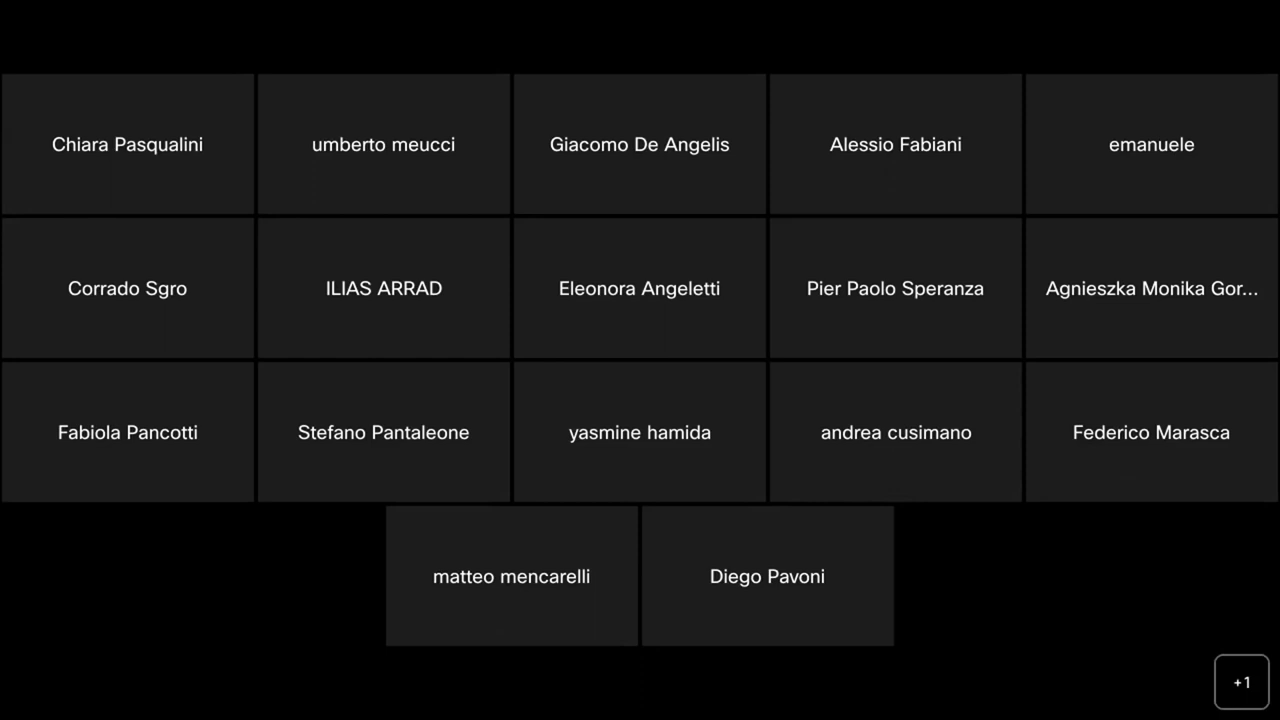 Chiara Pasqualini
umberto meucci
Giacomo De Angelis
Alessio Fabiani
emanuele
Corrado Sgro
ILIAS ARRAD
Eleonora Angeletti
Pier Paolo Speranza
Agnieszka Monika Gor...
Fabiola Pancotti
Stefano Pantaleone
yasmine hamida
andrea cusimano
Federico Marasca
matteo mencarelli
Diego Pavoni
+1